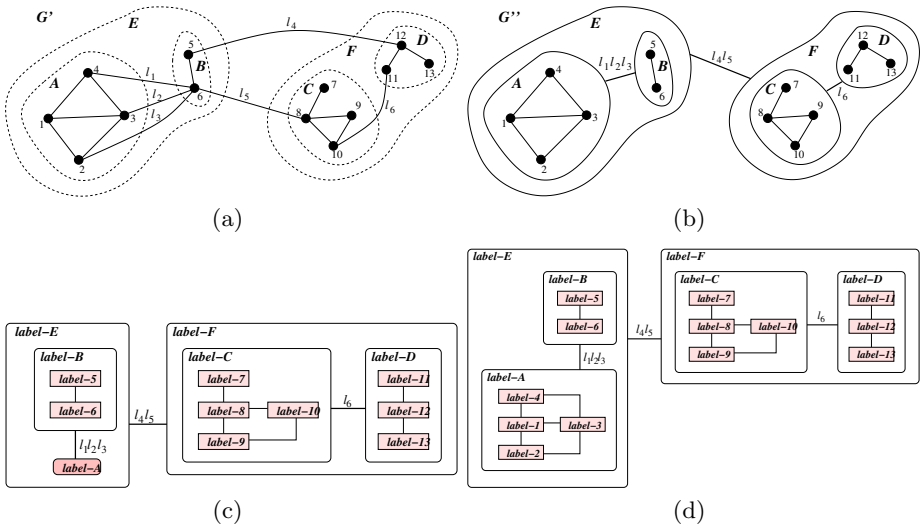 G' E l4 12 D
5 F 11 13
A 4 l1 B C 7
l2 6 l5 9 l6
1 3 l3 8
2 10
(a)
G'' E 12 D
5 F 11 13
A 4 l1l2l3 B l4l5 C 7 l6
6 9
1 3 8
2 10
(b)
label-E label-F
label-B label-C label-D
label-5 label-7 label-11
label-6 l4l5 label-8 label-10 l6 label-12
label-9 label-13
l1l2l3
label-A
(c)
label-E label-F
label-B label-C label-D
label-5 label-7 label-11
label-6 l4l5 label-8 label-10 l6 label-12
l1l2l3 label-9 label-13
label-A
label-4
label-1 label-3
label-2
(d)